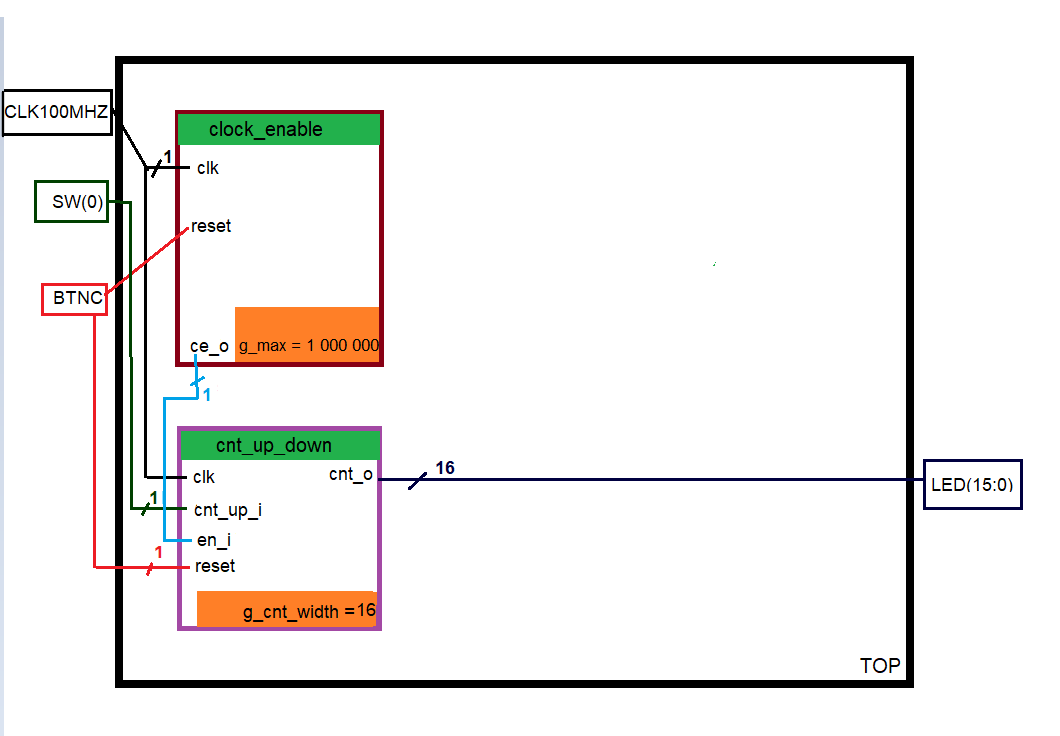 CLK100MHZ
clock_enable
1
clk
SW(0)
reset
BTNC
ce_o
g_max = 1 000 000
1
cnt_up_down
clk
cnt_o
16
LED(15:0)
1
cnt_up_i
en_i
1
reset
g_cnt_width =16
TOP